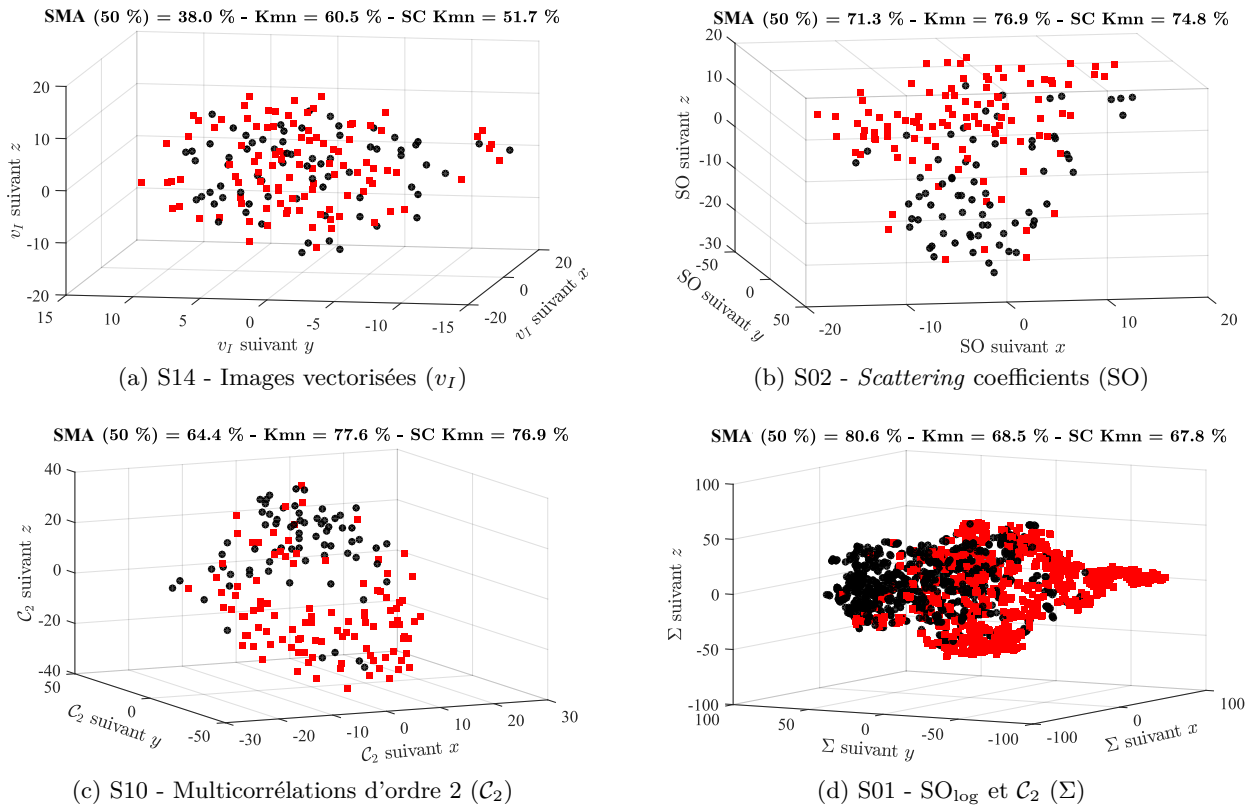 SMA (50 %) = 38.0 % - Kmn = 60.5 % - SC Kmn = 51.7 %
20
10
0
-10
-20
v_I suivant z
15
10
5
0
-5
-10
-15
v_I suivant y
-20
0
20
v_I suivant x
(a) S14 - Images vectorisées (v_I)
SMA (50 %) = 71.3 % - Kmn = 76.9 % - SC Kmn = 74.8 %
20
10
0
-10
-20
-30
SO suivant z
-50
0
50
SO suivant y
-20
-10
0
10
20
SO suivant x
(b) S02 - Scattering coefficients (SO)
SMA (50 %) = 64.4 % - Kmn = 77.6 % - SC Kmn = 76.9 %
40
20
0
-20
-40
C_2 suivant z
50
0
-50
C_2 suivant y
-30
-20
-10
0
10
20
30
C_2 suivant x
(c) S10 - Multicorrélations d'ordre 2 (C_2)
SMA (50 %) = 80.6 % - Kmn = 68.5 % - SC Kmn = 67.8 %
100
50
0
-50
-100
Σ suivant z
100
50
0
-50
-100
Σ suivant y
-100
0
100
Σ suivant x
(d) S01 - SO_log et C_2 (Σ)